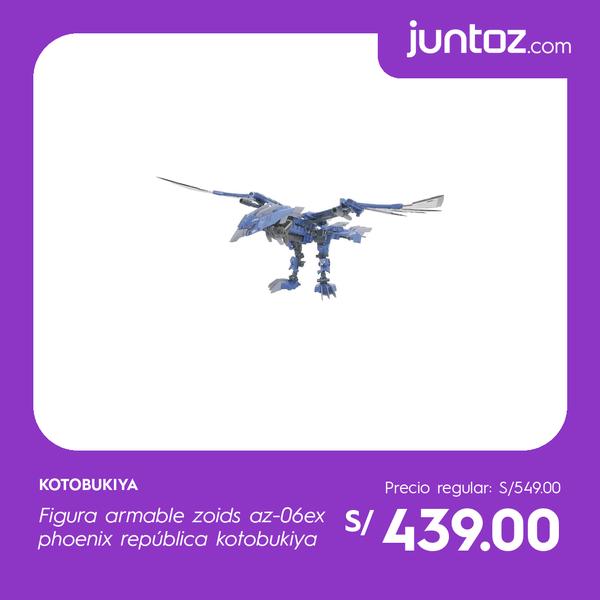 juntoz.com
KOTOBUKIYA
Figura armable zoids az-06ex
phoenix república kotobukiya
Precio regular: S/549.00
S/ 439.00